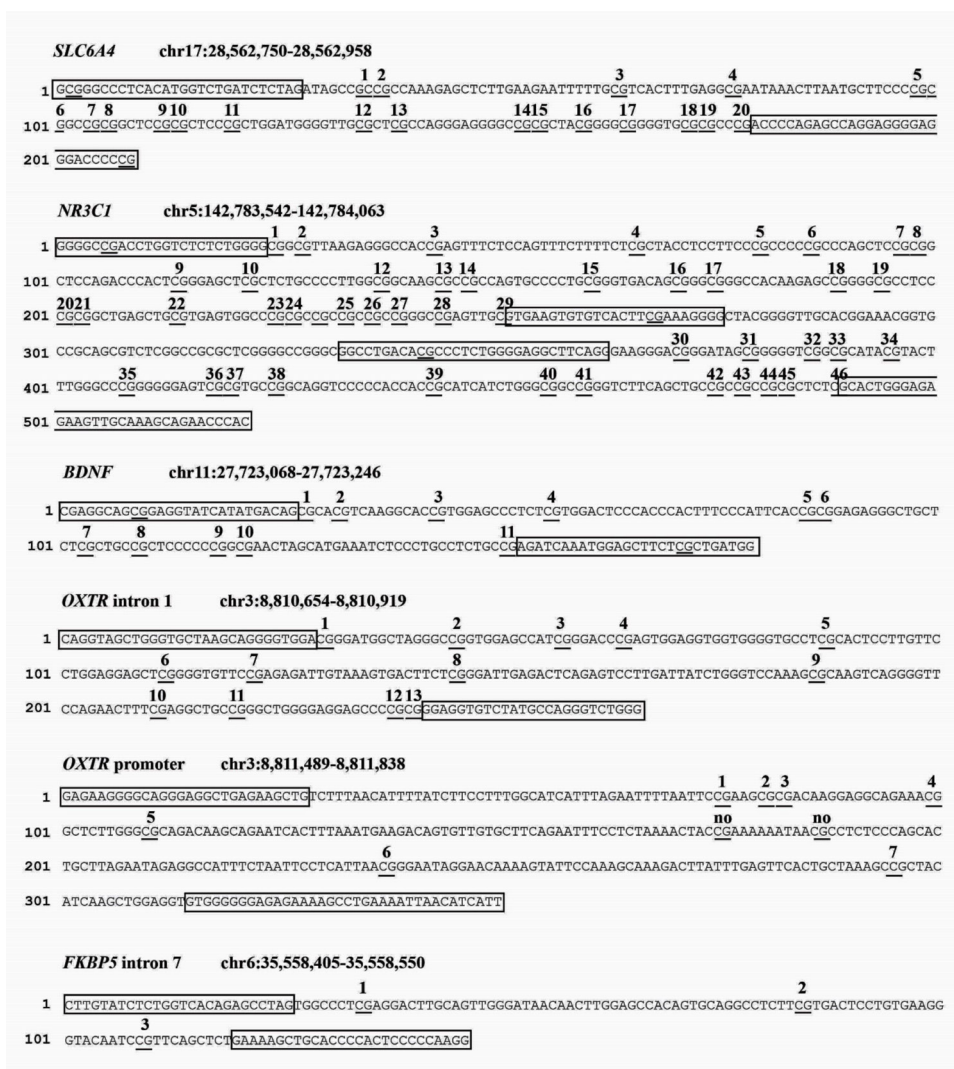 SLC6A4 chr17:28,562,750-28,562,958
1 2 3 4 5
1 GCGGGCCCTCACATGGTCTGATCTCTAGATAGCCGCCCGCCAAAGAGCTCTTGAAGAATTTTTGCGTCACTTTGAGGCGAATAAACTTAATGCTTCCCCGC
6 7 8 9 10 11 12 13 14 15 16 17 18 19 20
101 GGCCGCGGCTCCGCGCTCCCGCTGGATGGGGTTGCGCTCGCCAGGGAGGGGCCGCGCTACGGGGCGGGGTGCGCGCCCGACCCCAGAGCCAGGAGGGGAG
201 GGACCCCCCG
NR3C1 chr5:142,783,542-142,784,063
1 2 3 4 5 6 7 8
1 GGGGCCGACCTGGTCTCTCTGGGGCGGCGTTAAGAGGGCCACCGAGTTTCTCCAGTTTCTTTTCTCGCTACCTCCTTCCCGCCCCCGCCCAGCTCCGCGG
9 10 11 12 13 14 15 16 17 18 19
101 CTCCAGACCCACTCGGGAGCTCGCTCTGCCCCTTGGCGGCAAGCGCCGCCAGTGCCCCTGCGGGTGACAGCGGGCGGGCCACAAGAGCCGGGGCGCCTCC
20 21 22 23 24 25 26 27 28 29
201 CGCGGCTGAGCTGCGTGAGTGGCCCGCGCCGCCGCCGCCGGGCCGAGTTGCGTGAAGTGTGTCACTTCGAAAGGGGCTACGGGGTTGCACGGAAACGGTG
30 31 32 33 34
301 CCGCAGCGTCTCGGCCGCGCTCGGGGCCGGGCGGCCTGACACGCCCTCTGGGGAGGCTTCAGGGAAGGGACGGGATAGCGGGGGTCGGCGCATACGTACT
35 36 37 38 39 40 41 42 43 44 45 46
401 TTGGGCCCGGGGGGAGTCGCGTGCCGGCAGGTCCCCCACCACCGCATCATCTGGGCGGCCGGGTCTTCAGCTGCCGCCGCCGCGCTCTCGCACTGGGAGA
501 GAAGTTGCAAAGCAGAACCCAC
BDNF chr11:27,723,068-27,723,246
1 2 3 4 5 6
1 CGAGGCAGCGGAGGTATCATATGACAGCGCACGTCAAGGCACCGTGGAGCCCTCTCGTGGACTCCCACCCACTTTCCCATTCACCGCGGAGAGGGCTGCT
7 8 9 10 11
101 CTCGCTGCCGCTCCCCCCGGCGAACTAGCATGAAATCTCCCTGCCTCTGCCGAGATCAAATGGAGCTTCTCGCTGATGG
OXTR intron 1 chr3:8,810,654-8,810,919
1 2 3 4 5
1 CAGGTAGCTGGGTGCTAAGCAGGGGTGGACGGGATGGCTAGGGCCGGTGGAGCCATCGGGACCCGAGTGGAGGTGGTGGGGTGCCTCGCACTCCTTGTTC
6 7 8 9
101 CTGGAGGAGCTCGGGGTGTTCCGAGAGATTGTAAAGTGACTTCTCGGGATTGAGACTCAGAGTCCTTGATTATCTGGGTCCAAAGCGCAAGTCAGGGGTT
10 11 12 13
201 CCAGAACTTTCGAGGCTGCCGGGCTGGGGAGGAGCCCCGCGGGAGGTGTCTATGCCAGGGTCTGGG
OXTR promoter chr3:8,811,489-8,811,838
1 2 3 4
1 GAGAAGGGGCAGGGAGGCTGAGAAGCTGTCTTTAACATTTTATCTTCCTTTGGCATCATTTAGAATTTTAATTCCGAAGCGCGACAAGGAGGCAGAAACG
5 no no
101 GCTCTTGGGCGCAGACAAGCAGAATCACTTTAAATGAAGACAGTGTTGTGCTTCAGAATTTCCTCTAAAACTACCGAAAAAATAACGCCTCTCCCAGCAC
6 7
201 TGCTTAGAATAGAGGCCATTTCTAATTCCTCATTAACGGGAATAGGAACAAAAGTATTCCAAAGCAAAGACTTATTTGAGTTCACTGCTAAAGCCGCTAC
301 ATCAAGCTGGAGGTGTGGGGGGAGAGAAAAGCCTGAAAATTAACATCATT
FKBP5 intron 7 chr6:35,558,405-35,558,550
1 2
1 CTTGTATCTCTGGTCACAGAGCCTAGTGGCCCTCGAGGACTTGCAGTTGGGATAACAACTTGGAGCCACAGTGCAGGCCTCTTCGTGACTCCTGTGAAGG
3
101 GTACAATCCGTTCAGCTCTGAAAAGCTGCACCCCACTCCCCCAAGG